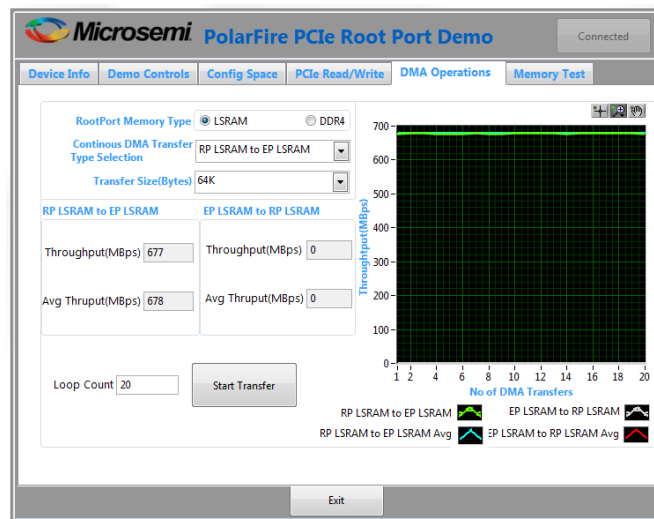 Microsemi. PolarFire PCIe Root Port Demo Connected
Device Info Demo Controls Config Space PCIe Read/Write DMA Operations Memory Test
RootPort Memory Type LSRAM DDR4
Continous DMA Transfer Type Selection RP LSRAM to EP LSRAM
Transfer Size(Bytes) 64K
RP LSRAM to EP LSRAM EP LSRAM to RP LSRAM
Throughput(MBps) 677 Throughput(MBps) 0
Avg Thruput(MBps) 678 Avg Thruput(MBps) 0
Loop Count 20 Start Transfer
Throughtput(MBps)
700
600
500
400
300
200
100
0
1 2 4 6 8 10 12 14 16 18 20
No of DMA Transfers
RP LSRAM to EP LSRAM EP LSRAM to RP LSRAM
RP LSRAM to EP LSRAM Avg EP LSRAM to RP LSRAM Avg
Exit